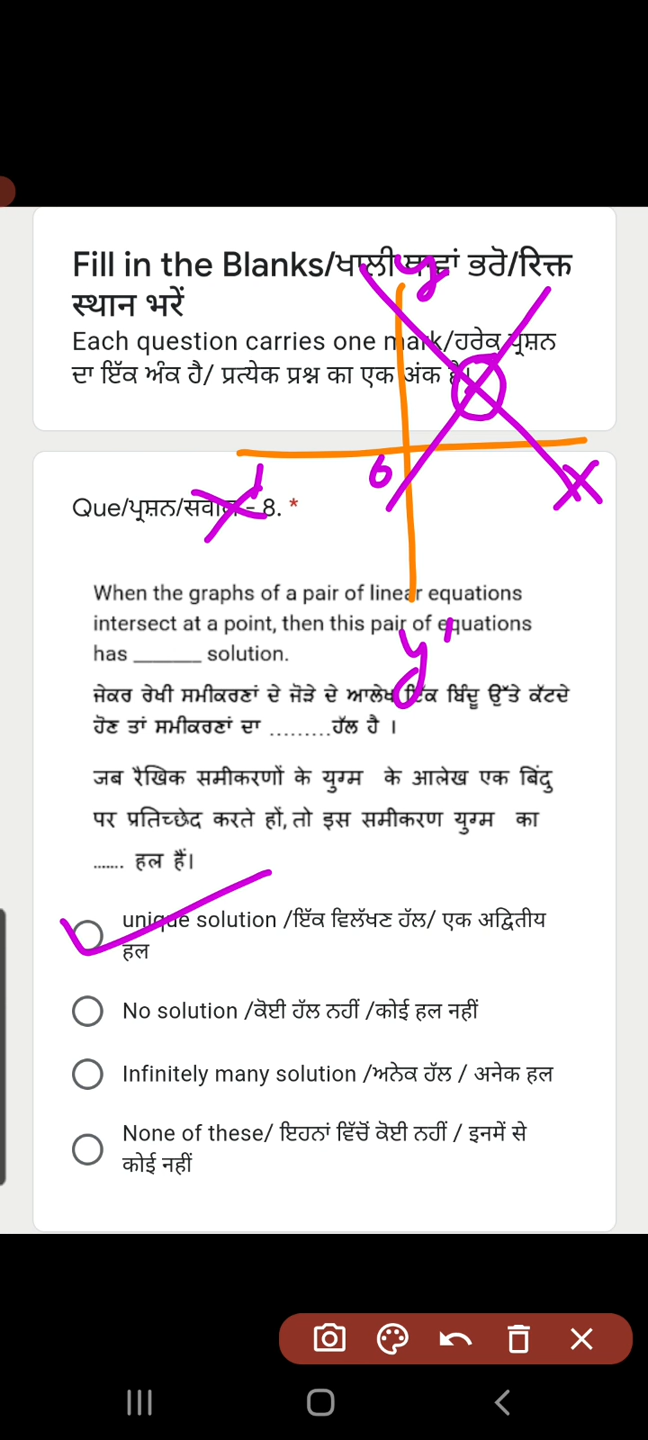 Fill in the Blanks/ਖਾਲੀ ਥਾਵਾਂ ਭਰੋ/रिक्त
स्थान भरें
Each question carries one mark/ਹਰੇਕ ਪ੍ਰਸ਼ਨ
ਦਾ ਇੱਕ ਅੰਕ ਹੈ/ प्रत्येक प्रश्न का एक अंक है।
y
6
x
x'
Que/ਪ੍ਰਸ਼ਨ/सवाल - 8. *
When the graphs of a pair of linear equations
intersect at a point, then this pair of equations
has ______ solution.
y'
ਜੇਕਰ ਰੇਖੀ ਸਮੀਕਰਣਾਂ ਦੇ ਜੋੜੇ ਦੇ ਆਲੇਖ ਇੱਕ ਬਿੰਦੂ ਉੱਤੇ ਕੱਟਦੇ
ਹੋਣ ਤਾਂ ਸਮੀਕਰਣਾਂ ਦਾ .........ਹੱਲ ਹੈ ।
जब रैखिक समीकरणों के युग्म के आलेख एक बिंदु
पर प्रतिच्छेद करते हों, तो इस समीकरण युग्म का
....... हल हैं।
unique solution /ਇੱਕ ਵਿਲੱਖਣ ਹੱਲ/ एक अद्वितीय
हल
No solution /ਕੋਈ ਹੱਲ ਨਹੀਂ /कोई हल नहीं
Infinitely many solution /ਅਨੇਕ ਹੱਲ / अनेक हल
None of these/ ਇਹਨਾਂ ਵਿੱਚੋਂ ਕੋਈ ਨਹੀਂ / इनमें से
कोई नहीं